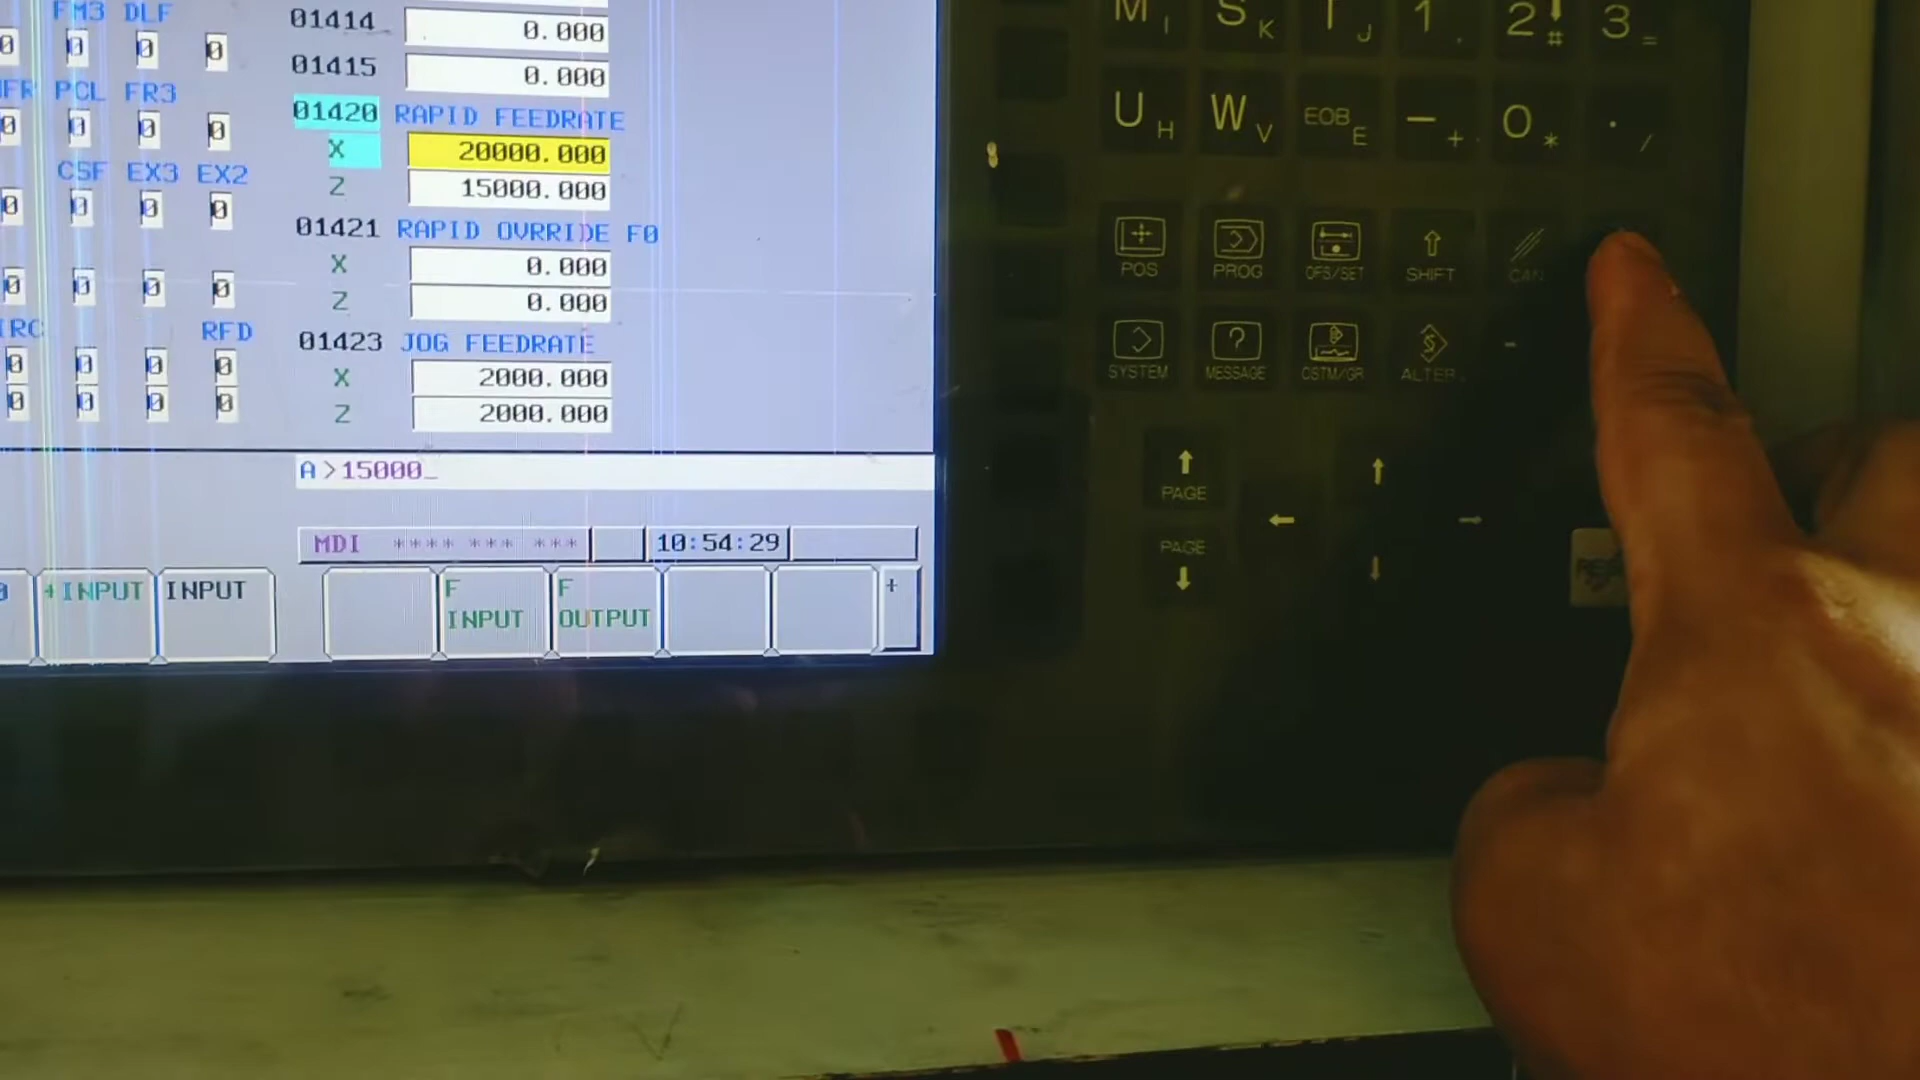 FM3 DLF
0 0 0 0
PCL FR3
0 0 0 0
CSF EX3 EX2
0 0 0 0
0 0 0 0
RFD
0 0 0 0
0 0 0 0
01414 0.000
01415 0.000
01420 RAPID FEEDRATE
X 20000.000
Z 15000.000
01421 RAPID OVRRIDE F0
X 0.000
Z 0.000
01423 JOG FEEDRATE
X 2000.000
Z 2000.000
A>15000_
MDI **** *** *** 10:54:29
+INPUT INPUT F INPUT F OUTPUT +
M I S K T J 1 , 2 # 3 =
U H W V EOB E - + 0 * . /
POS PROG OFS/SET SHIFT CAN
SYSTEM MESSAGE CSTM/GR ALTER
↑ PAGE ↑
← →
PAGE ↓ ↓